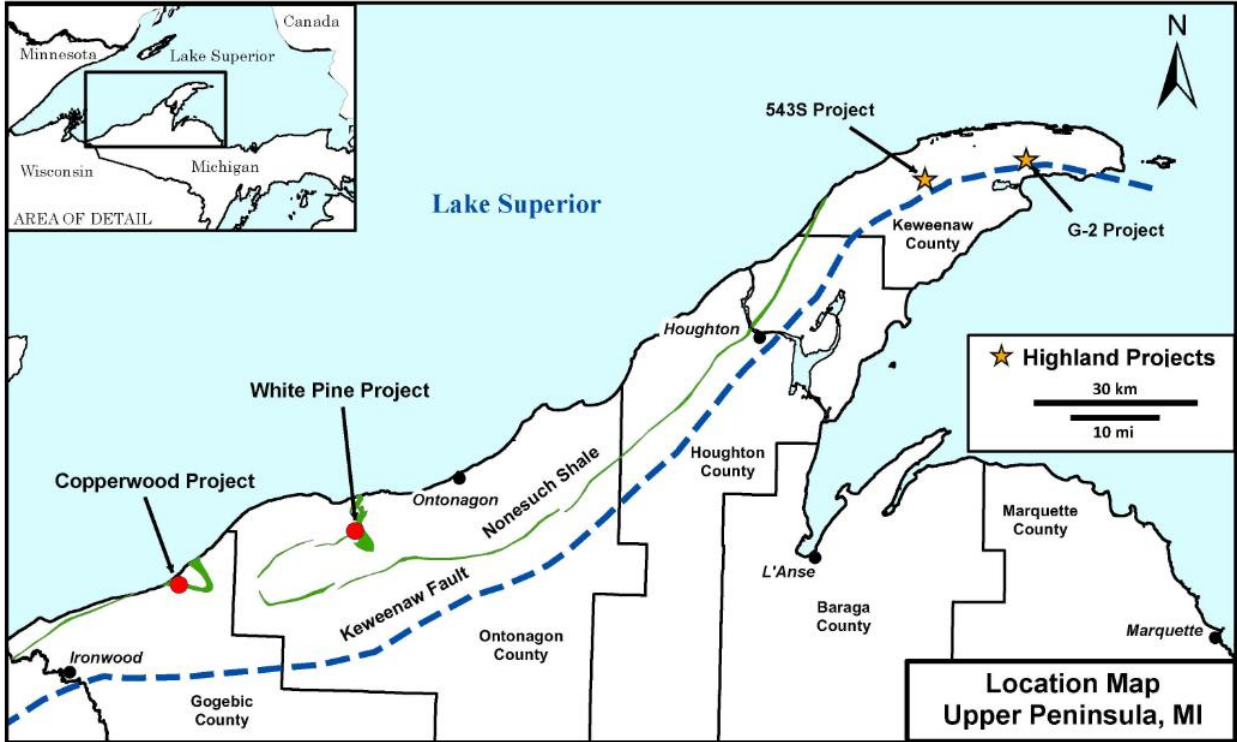 Canada
Minnesota
Lake Superior
Wisconsin
Michigan
AREA OF DETAIL
N
543S Project
Lake Superior
Keweenaw
County
G-2 Project
Houghton
Highland Projects
30 km
10 mi
White Pine Project
Copperwood Project
Ontonagon
Nonesuch Shale
Houghton
County
Marquette
County
L'Anse
Keweenaw Fault
Baraga
County
Ontonagon
County
Marquette
Ironwood
Gogebic
County
Location Map
Upper Peninsula, MI